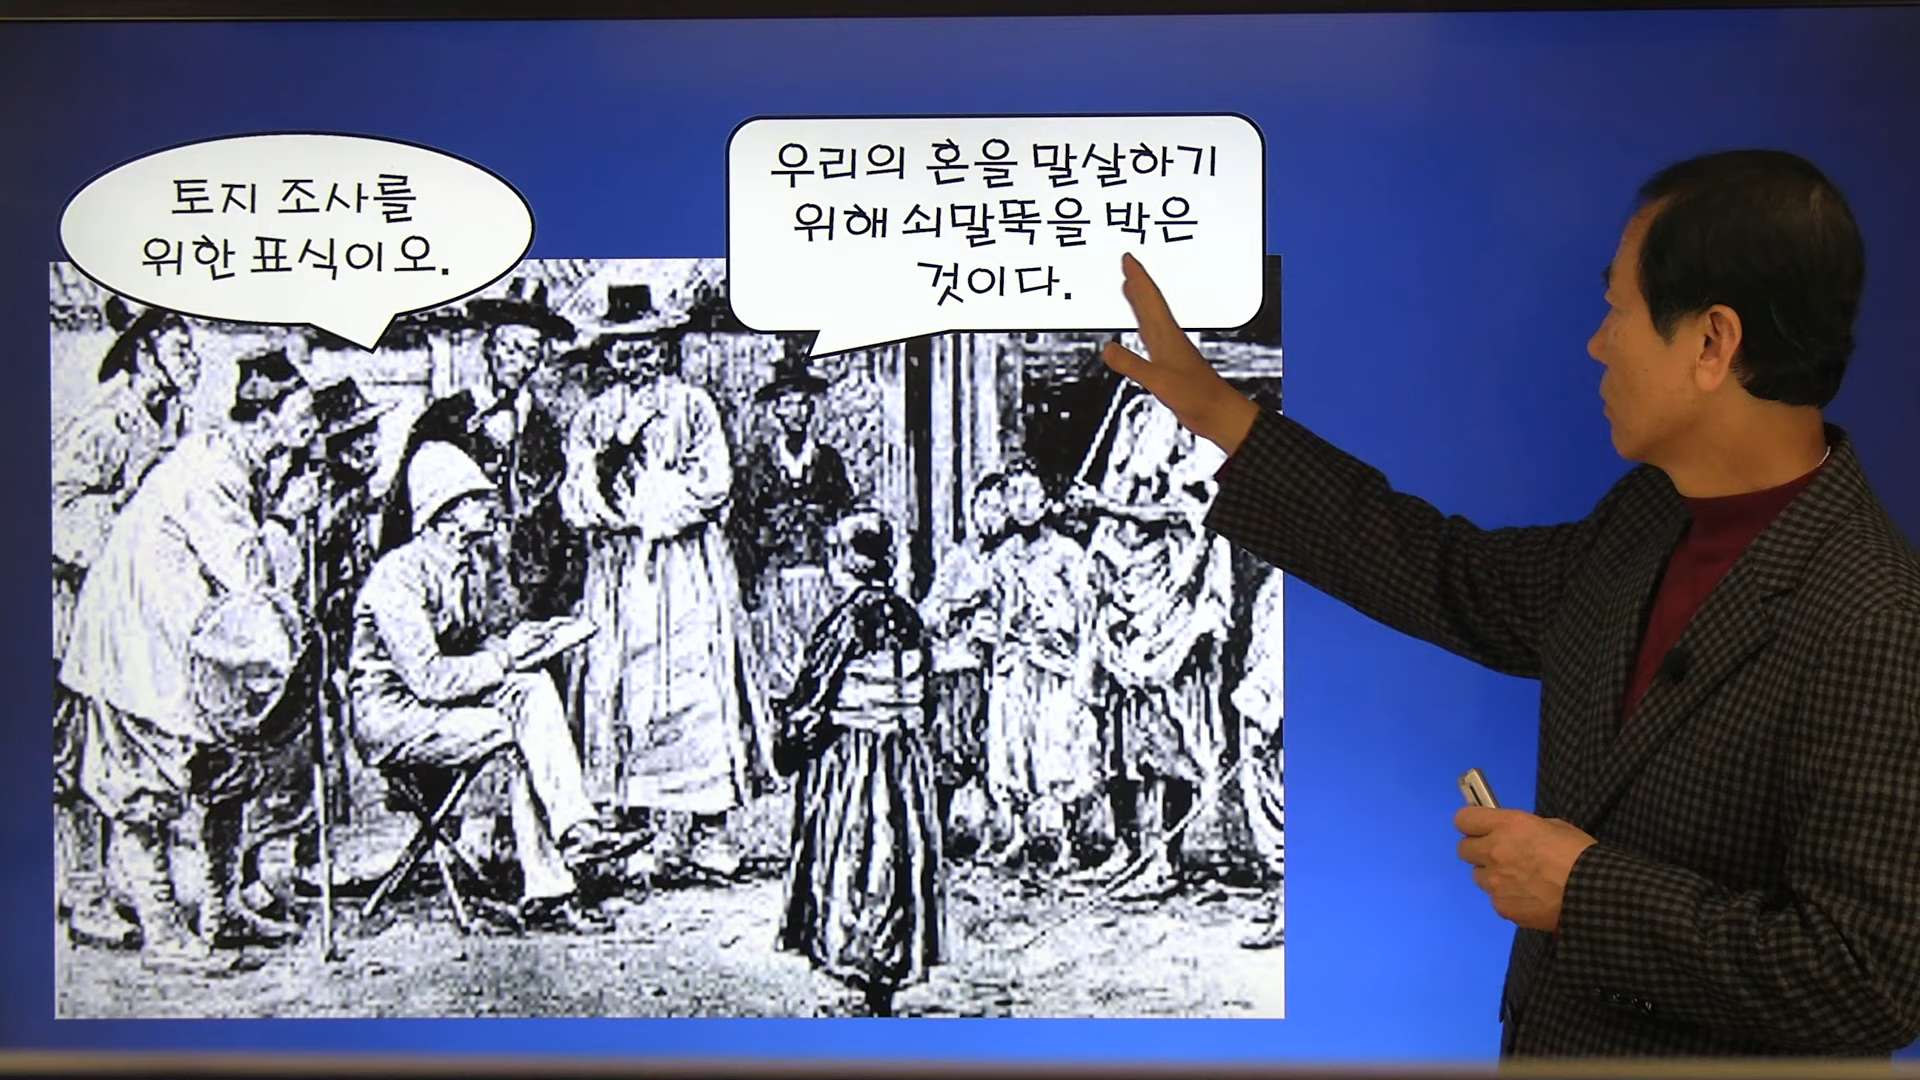 토지 조사를
위한 표식이오.
우리의 혼을 말살하기
위해 쇠말뚝을 박은
것이다.